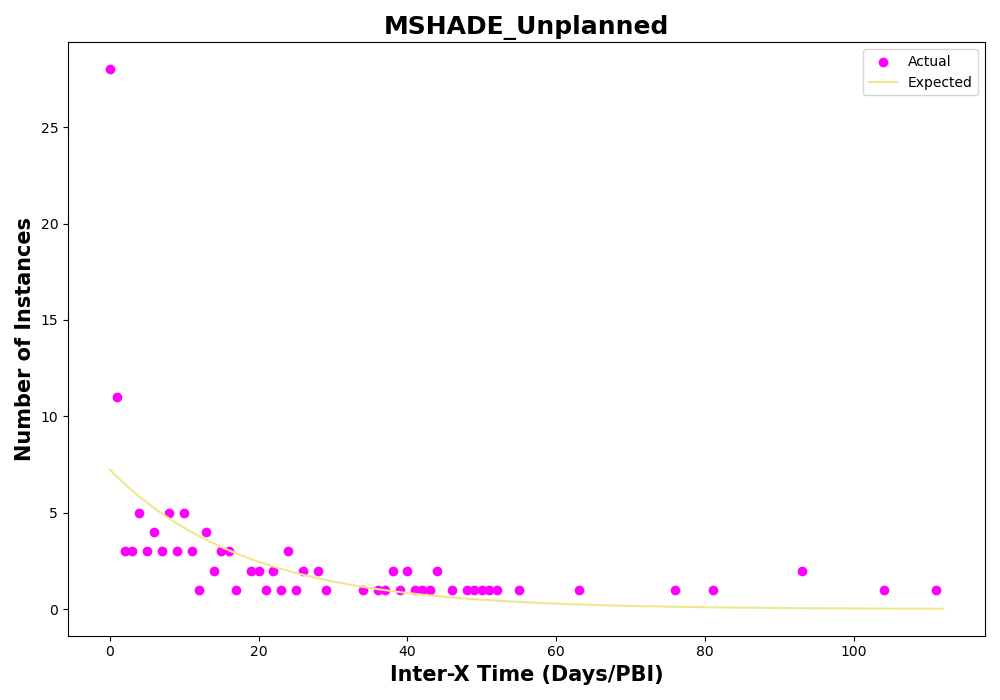 MSHADE_Unplanned
Actual
Expected
Number of Instances
25
20
15
10
5
0
0 20 40 60 80 100
Inter-X Time (Days/PBI)